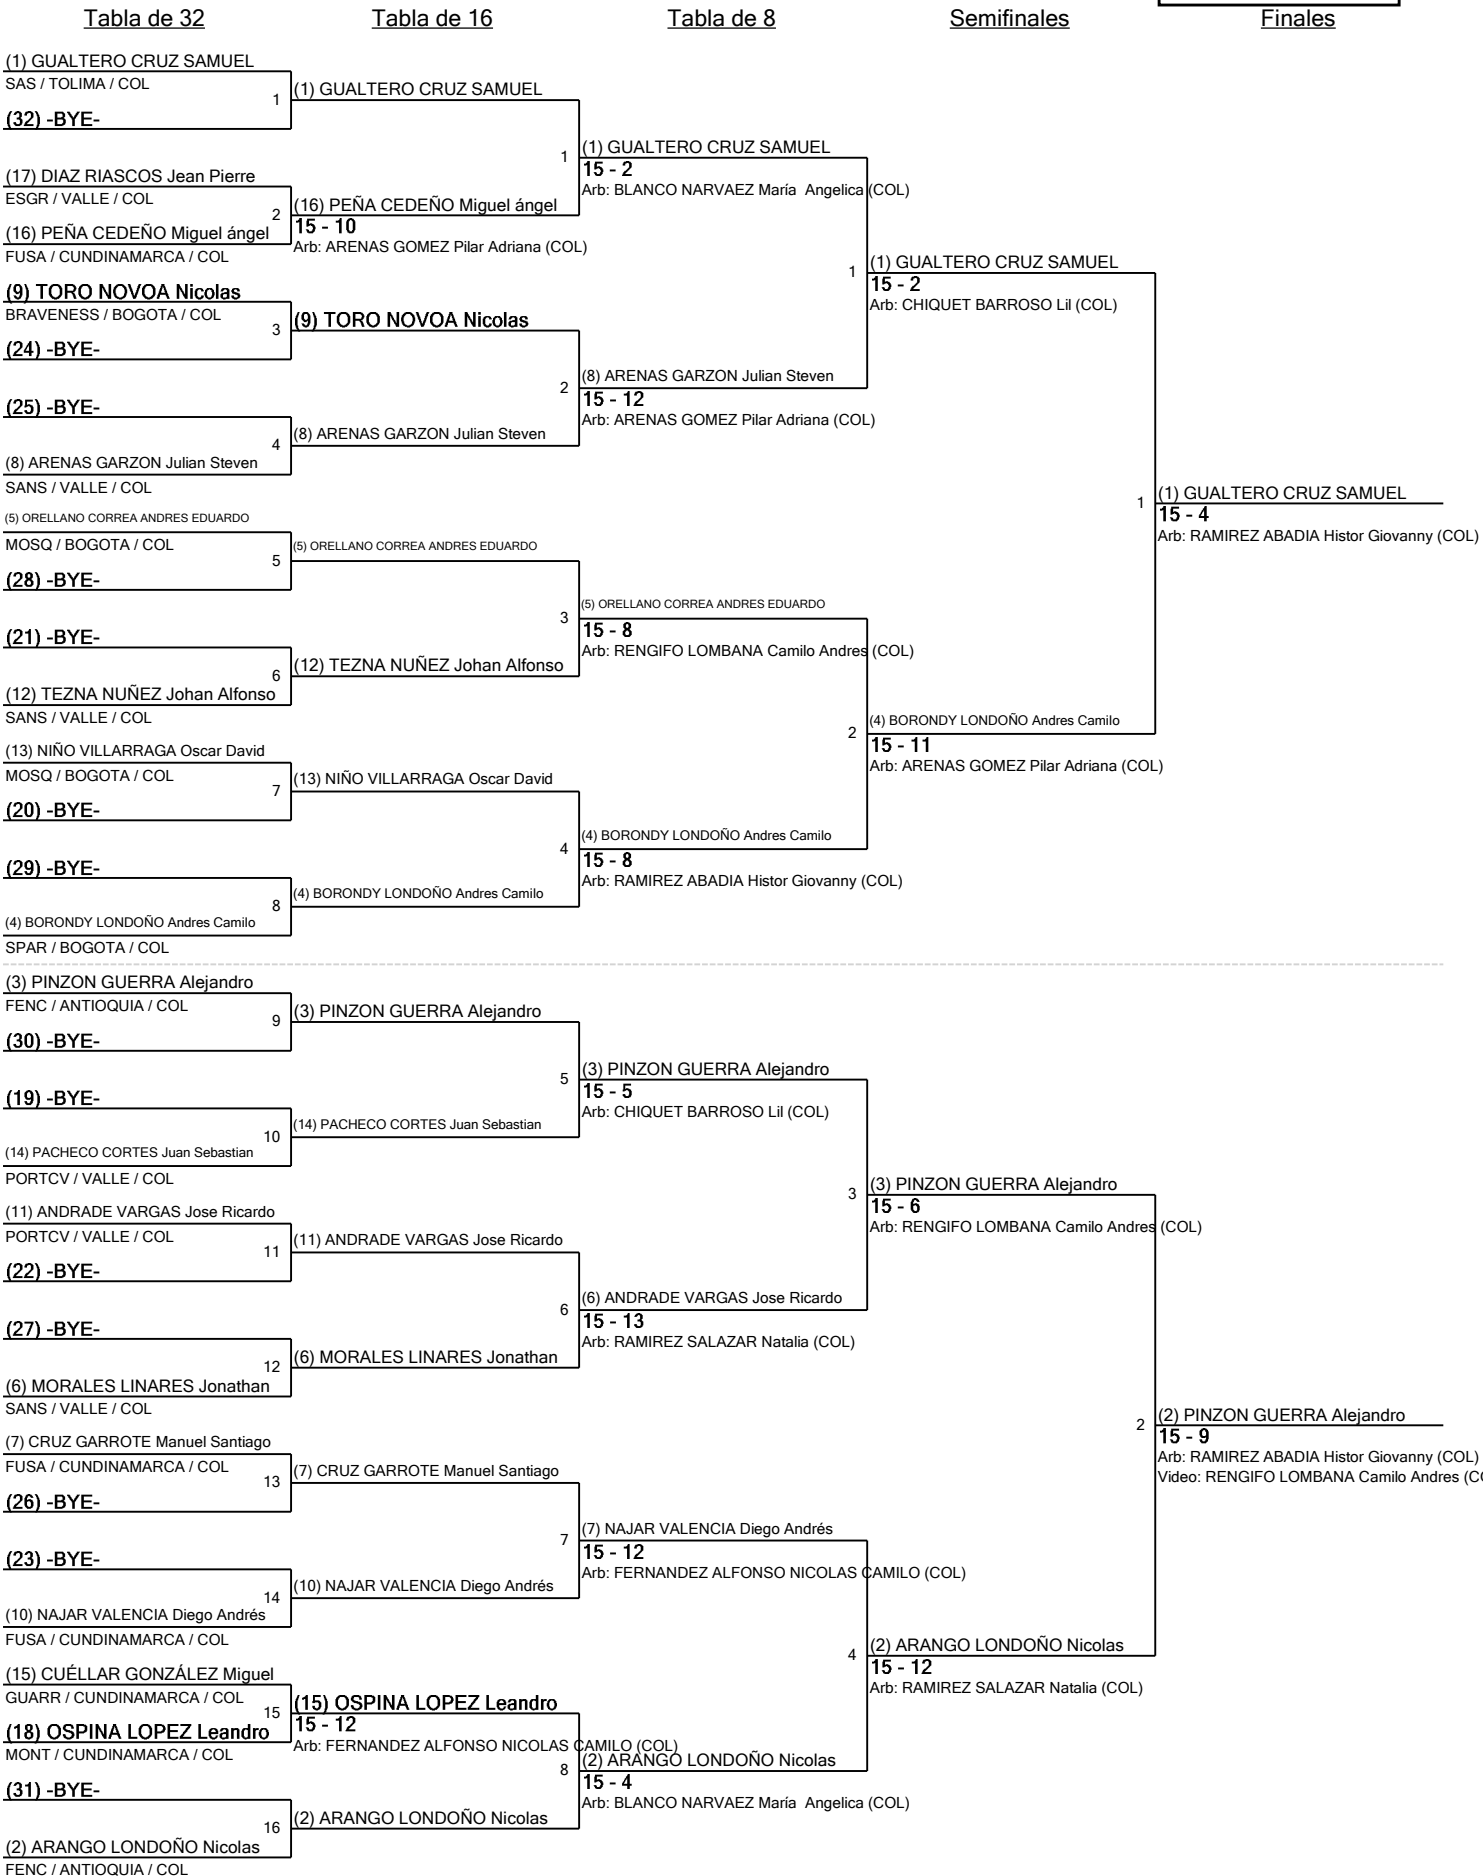 Tabla de 32
Tabla de 16
Tabla de 8
Semifinales
Finales
(1) GUALTERO CRUZ SAMUEL
SAS / TOLIMA / COL
1
(32) -BYE-
(17) DIAZ RIASCOS Jean Pierre
ESGR / VALLE / COL
2
(16) PEÑA CEDEÑO Miguel ángel
FUSA / CUNDINAMARCA / COL
(9) TORO NOVOA Nicolas
BRAVENESS / BOGOTA / COL
3
(24) -BYE-
(25) -BYE-
4
(8) ARENAS GARZON Julian Steven
SANS / VALLE / COL
(5) ORELLANO CORREA ANDRES EDUARDO
MOSQ / BOGOTA / COL
5
(28) -BYE-
(21) -BYE-
6
(12) TEZNA NUÑEZ Johan Alfonso
SANS / VALLE / COL
(13) NIÑO VILLARRAGA Oscar David
MOSQ / BOGOTA / COL
7
(20) -BYE-
(29) -BYE-
8
(4) BORONDY LONDOÑO Andres Camilo
SPAR / BOGOTA / COL
(3) PINZON GUERRA Alejandro
FENC / ANTIOQUIA / COL
9
(30) -BYE-
(19) -BYE-
10
(14) PACHECO CORTES Juan Sebastian
PORTCV / VALLE / COL
(11) ANDRADE VARGAS Jose Ricardo
PORTCV / VALLE / COL
11
(22) -BYE-
(27) -BYE-
12
(6) MORALES LINARES Jonathan
SANS / VALLE / COL
(7) CRUZ GARROTE Manuel Santiago
FUSA / CUNDINAMARCA / COL
13
(26) -BYE-
(23) -BYE-
14
(10) NAJAR VALENCIA Diego Andrés
FUSA / CUNDINAMARCA / COL
(15) CUÉLLAR GONZÁLEZ Miguel
GUARR / CUNDINAMARCA / COL
15
(18) OSPINA LOPEZ Leandro
MONT / CUNDINAMARCA / COL
(31) -BYE-
16
(2) ARANGO LONDOÑO Nicolas
FENC / ANTIOQUIA / COL
(1) GUALTERO CRUZ SAMUEL
1
(16) PEÑA CEDEÑO Miguel ángel
15 - 10
Arb: ARENAS GOMEZ Pilar Adriana (COL)
(9) TORO NOVOA Nicolas
2
(8) ARENAS GARZON Julian Steven
(5) ORELLANO CORREA ANDRES EDUARDO
3
(12) TEZNA NUÑEZ Johan Alfonso
(13) NIÑO VILLARRAGA Oscar David
4
(4) BORONDY LONDOÑO Andres Camilo
(3) PINZON GUERRA Alejandro
5
(14) PACHECO CORTES Juan Sebastian
(11) ANDRADE VARGAS Jose Ricardo
6
(6) MORALES LINARES Jonathan
(7) CRUZ GARROTE Manuel Santiago
7
(10) NAJAR VALENCIA Diego Andrés
(15) OSPINA LOPEZ Leandro
15 - 12
Arb: FERNANDEZ ALFONSO NICOLAS CAMILO (COL)
8
(2) ARANGO LONDOÑO Nicolas
(1) GUALTERO CRUZ SAMUEL
15 - 2
Arb: BLANCO NARVAEZ María  Angelica (COL)
1
(8) ARENAS GARZON Julian Steven
15 - 12
Arb: ARENAS GOMEZ Pilar Adriana (COL)
(5) ORELLANO CORREA ANDRES EDUARDO
15 - 8
Arb: RENGIFO LOMBANA Camilo Andres (COL)
2
(4) BORONDY LONDOÑO Andres Camilo
15 - 8
Arb: RAMIREZ ABADIA Histor Giovanny (COL)
(3) PINZON GUERRA Alejandro
15 - 5
Arb: CHIQUET BARROSO Lil (COL)
3
(6) ANDRADE VARGAS Jose Ricardo
15 - 13
Arb: RAMIREZ SALAZAR Natalia (COL)
(7) NAJAR VALENCIA Diego Andrés
15 - 12
Arb: FERNANDEZ ALFONSO NICOLAS CAMILO (COL)
4
(2) ARANGO LONDOÑO Nicolas
15 - 4
Arb: BLANCO NARVAEZ María  Angelica (COL)
(1) GUALTERO CRUZ SAMUEL
15 - 2
Arb: CHIQUET BARROSO Lil (COL)
1
(4) BORONDY LONDOÑO Andres Camilo
15 - 11
Arb: ARENAS GOMEZ Pilar Adriana (COL)
(3) PINZON GUERRA Alejandro
15 - 6
Arb: RENGIFO LOMBANA Camilo Andres (COL)
2
(2) ARANGO LONDOÑO Nicolas
15 - 12
Arb: RAMIREZ SALAZAR Natalia (COL)
(1) GUALTERO CRUZ SAMUEL
15 - 4
Arb: RAMIREZ ABADIA Histor Giovanny (COL)
(2) PINZON GUERRA Alejandro
15 - 9
Arb: RAMIREZ ABADIA Histor Giovanny (COL)
Video: RENGIFO LOMBANA Camilo Andres